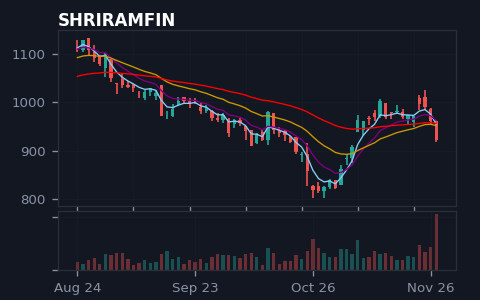 SHRIRAMFIN
1100
1000
900
800
Aug 24
Sep 23
Oct 26
Nov 26